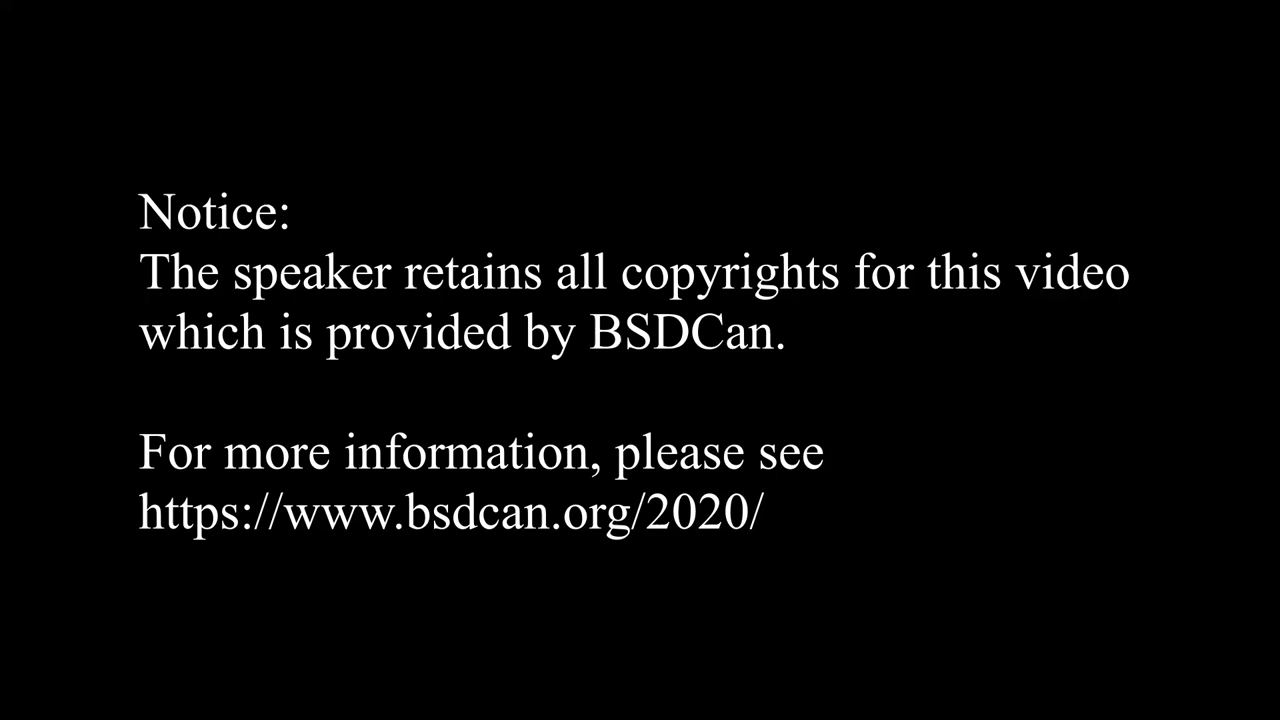 Notice:
The speaker retains all copyrights for this video
which is provided by BSDCan.
For more information, please see
https://www.bsdcan.org/2020/